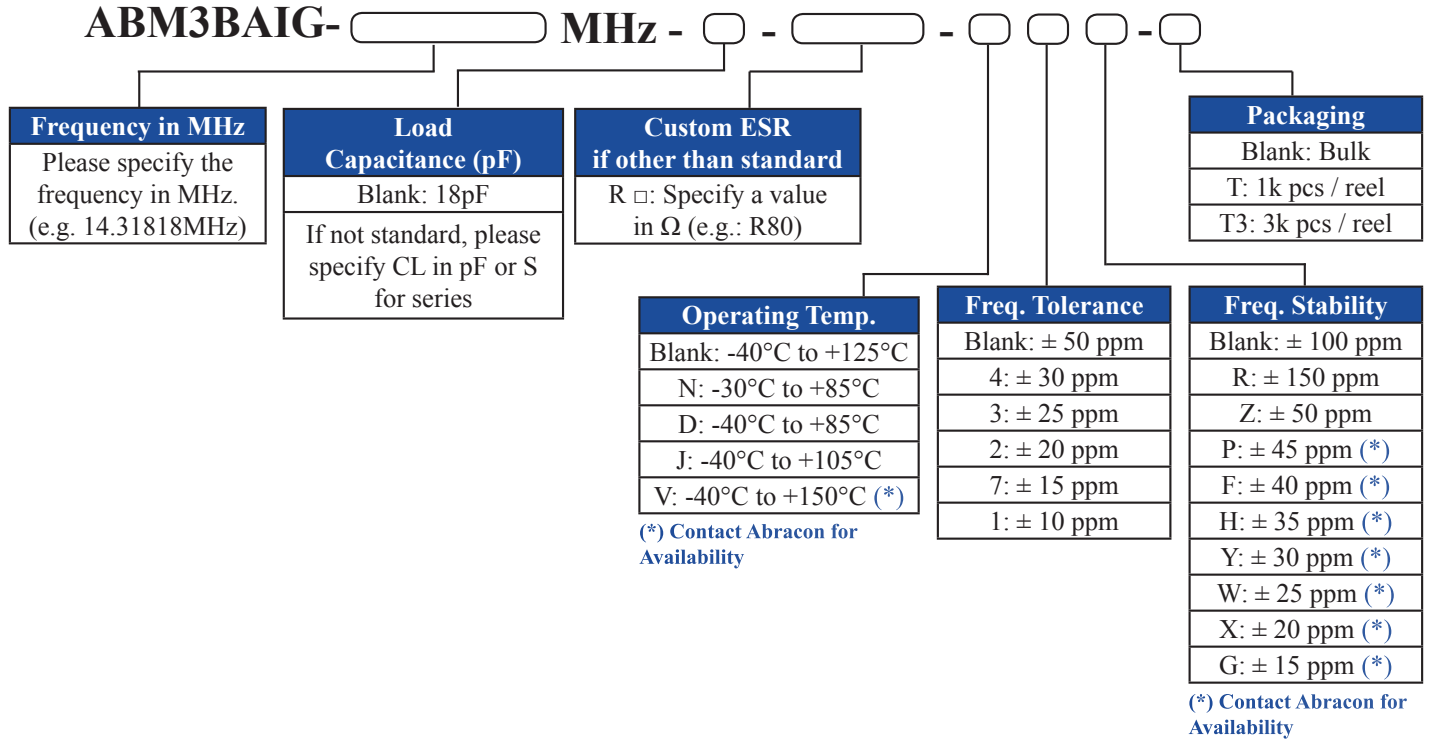 ABM3BAIG- MHz - - - -
Frequency in MHz
Please specify the
frequency in MHz.
(e.g. 14.31818MHz)
Load
Capacitance (pF)
Blank: 18pF
If not standard, please
specify CL in pF or S
for series
Custom ESR
if other than standard
R □: Specify a value
in Ω (e.g.: R80)
Operating Temp.
Blank: -40°C to +125°C
N: -30°C to +85°C
D: -40°C to +85°C
J: -40°C to +105°C
V: -40°C to +150°C (*)
(*) Contact Abracon for
Availability
Freq. Tolerance
Blank: ± 50 ppm
4: ± 30 ppm
3: ± 25 ppm
2: ± 20 ppm
7: ± 15 ppm
1: ± 10 ppm
Freq. Stability
Blank: ± 100 ppm
R: ± 150 ppm
Z: ± 50 ppm
P: ± 45 ppm (*)
F: ± 40 ppm (*)
H: ± 35 ppm (*)
Y: ± 30 ppm (*)
W: ± 25 ppm (*)
X: ± 20 ppm (*)
G: ± 15 ppm (*)
(*) Contact Abracon for
Availability
Packaging
Blank: Bulk
T: 1k pcs / reel
T3: 3k pcs / reel